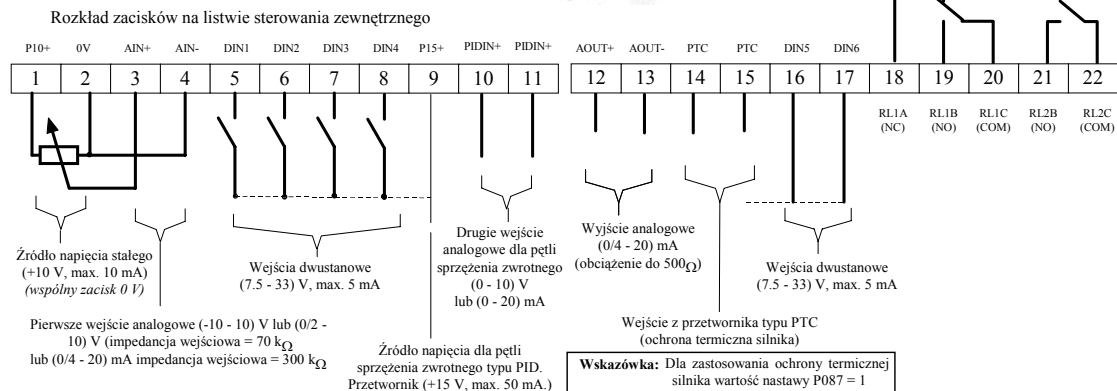 Rozkład zacisków na listwie sterowania zewnętrznego
P10+ 0V AIN+ AIN- DIN1 DIN2 DIN3 DIN4 P15+ PIDIN+ PIDIN+ AOUT+ AOUT- PTC PTC DIN5 DIN6
1 2 3 4 5 6 7 8 9 10 11 12 13 14 15 16 17 18 19 20 21 22
RL1A RL1B RL1C RL2B RL2C
(NC) (NO) (COM) (NO) (COM)
Źródło napięcia stałego
(+10 V, max. 10 mA)
(wspólny zacisk 0 V)
Pierwsze wejście analogowe (-10 - 10) V lub (0/2 -
10) V (impedancja wejściowa = 70 kΩ
lub (0/4 - 20) mA impedancja wejściowa = 300 kΩ
Wejścia dwustanowe
(7.5 - 33) V, max. 5 mA
Źródło napięcia dla pętli
sprzężenia zwrotnego typu PID.
Przetwornik (+15 V, max. 50 mA.)
Drugie wejście
analogowe dla pętli
sprzężenia zwrotnego
(0 - 10) V
lub (0 - 20) mA
Wyjście analogowe
(0/4 - 20) mA
(obciążenie do 500Ω)
Wejście z przetwornika typu PTC
(ochrona termiczna silnika)
Wejścia dwustanowe
(7.5 - 33) V, max. 5 mA
Wskazówka: Dla zastosowania ochrony termicznej
silnika wartość nastawy P087 = 1